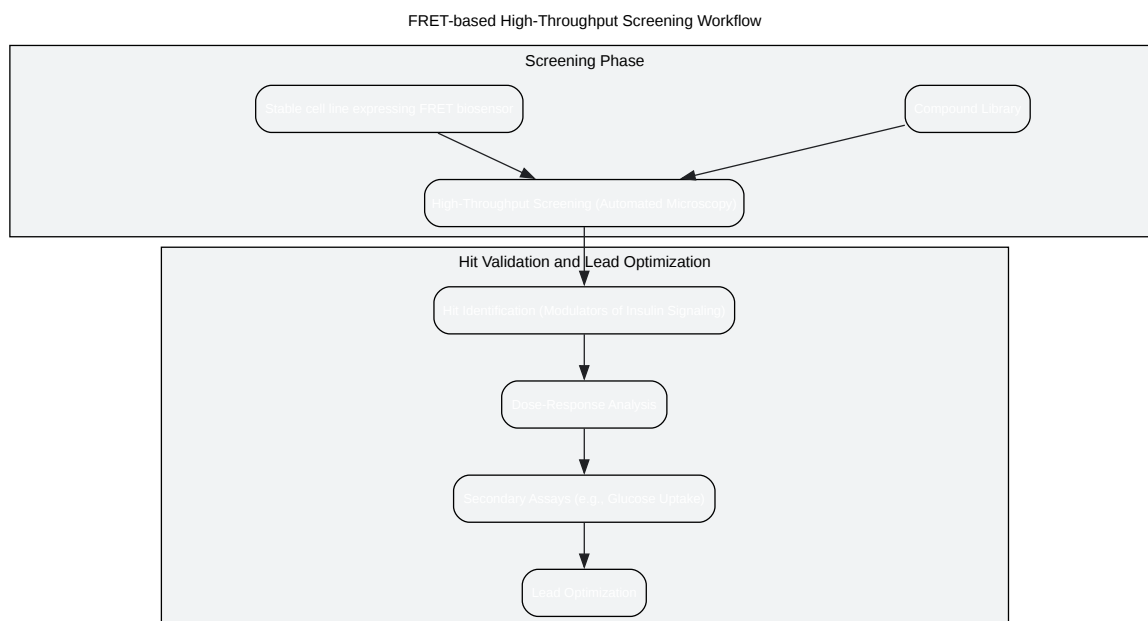 FRET-based High-Throughput Screening Workflow
Screening Phase
Stable cell line expressing FRET biosensor
Compound Library
High-Throughput Screening (Automated Microscopy)
Hit Validation and Lead Optimization
Hit Identification (Modulators of Insulin Signaling)
Dose-Response Analysis
Secondary Assays (e.g., Glucose Uptake)
Lead Optimization